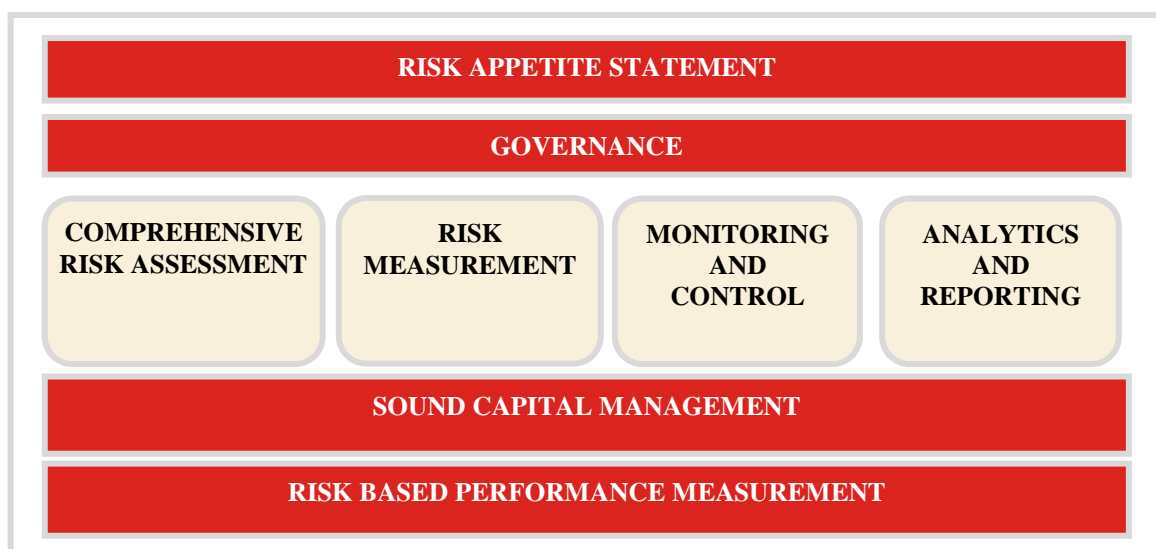 RISK APPETITE STATEMENT
GOVERNANCE
COMPREHENSIVE
RISK ASSESSMENT
RISK
MEASUREMENT
MONITORING
AND
CONTROL
ANALYTICS
AND
REPORTING
SOUND CAPITAL MANAGEMENT
RISK BASED PERFORMANCE MEASUREMENT